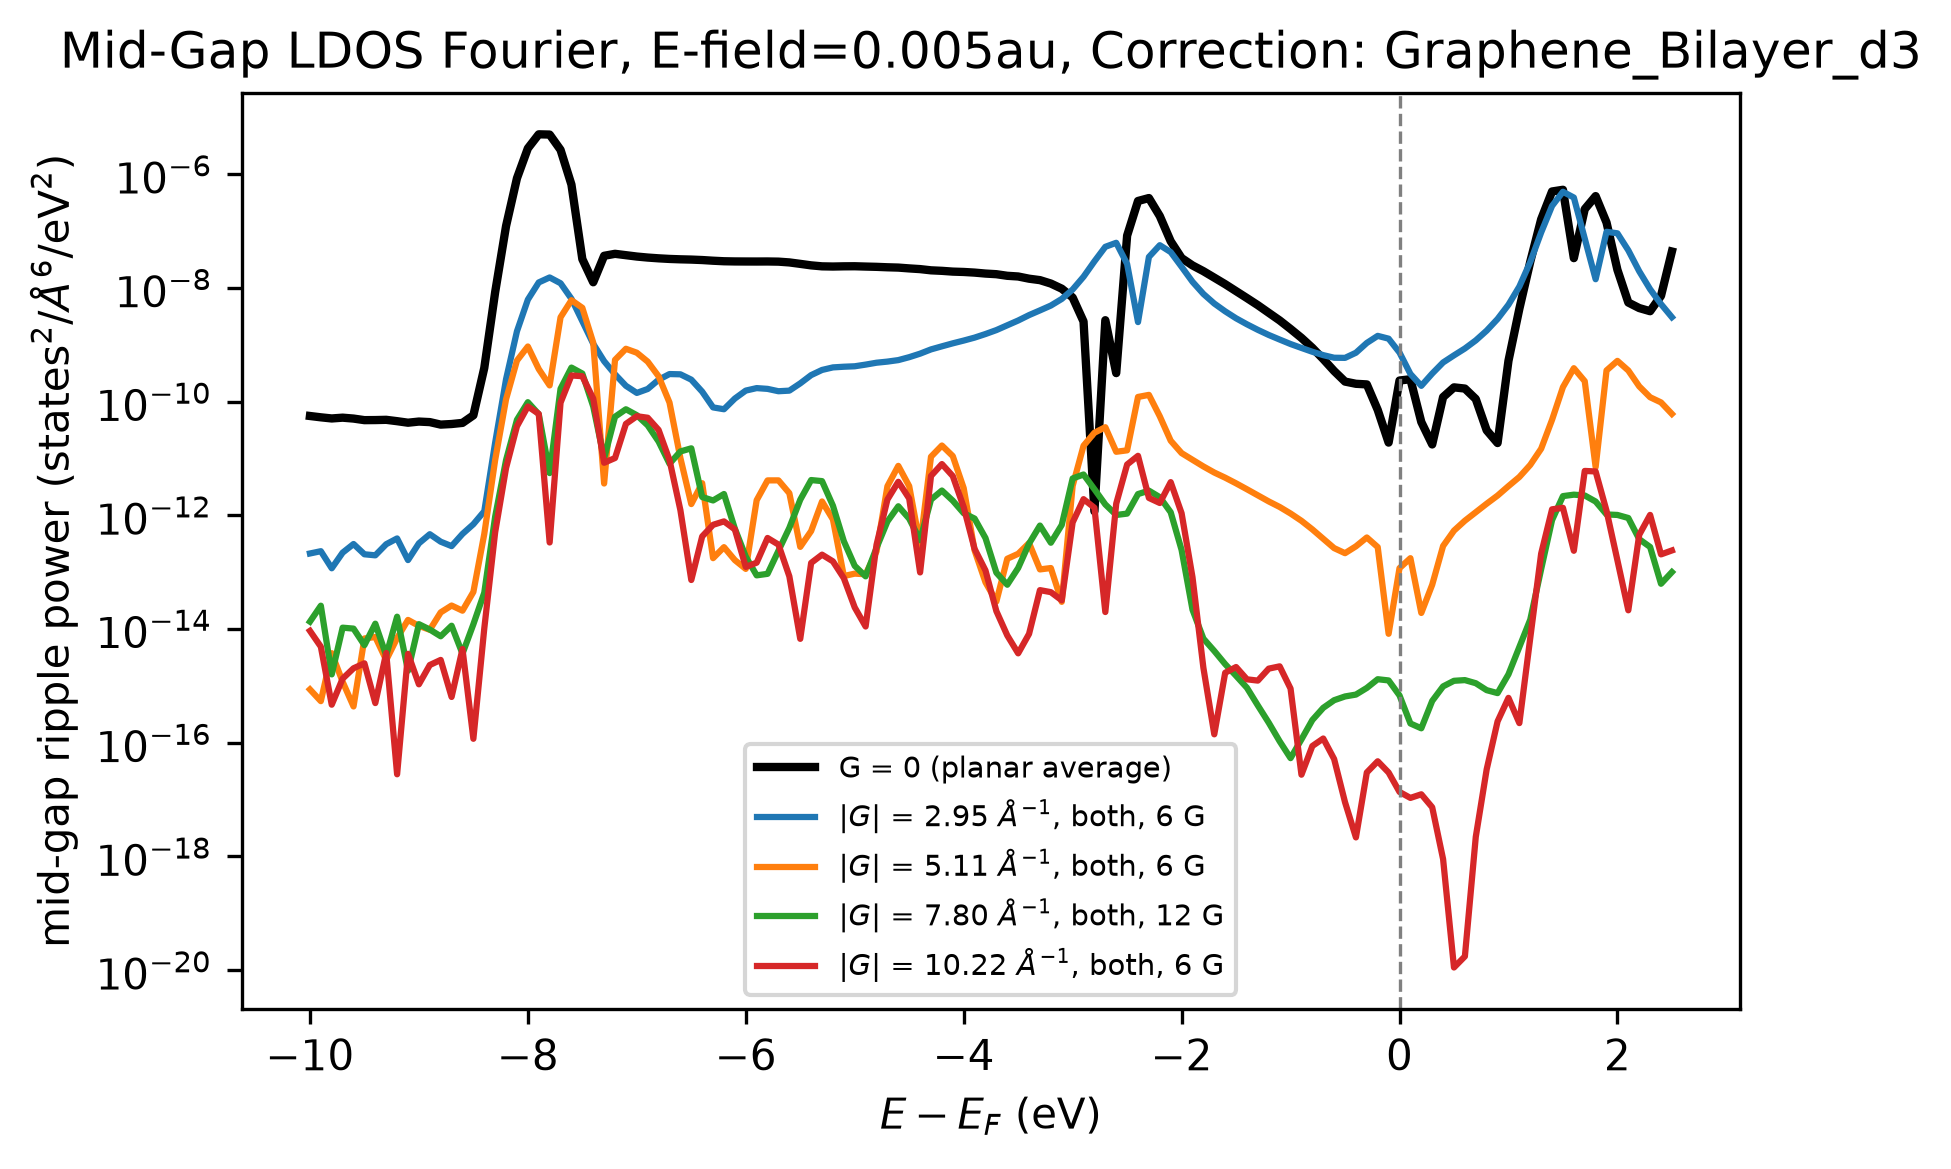 Mid-Gap LDOS Fourier, E-field=0.005au, Correction: Graphene_Bilayer_d3
mid-gap ripple power (states²/Å⁶/eV²)
10⁻⁶
10⁻⁸
10⁻¹⁰
10⁻¹²
10⁻¹⁴
10⁻¹⁶
10⁻¹⁸
10⁻²⁰
G = 0 (planar average)
|G| = 2.95 Å⁻¹, both, 6 G
|G| = 5.11 Å⁻¹, both, 6 G
|G| = 7.80 Å⁻¹, both, 12 G
|G| = 10.22 Å⁻¹, both, 6 G
−10 −8 −6 −4 −2 0 2
E − E_F (eV)